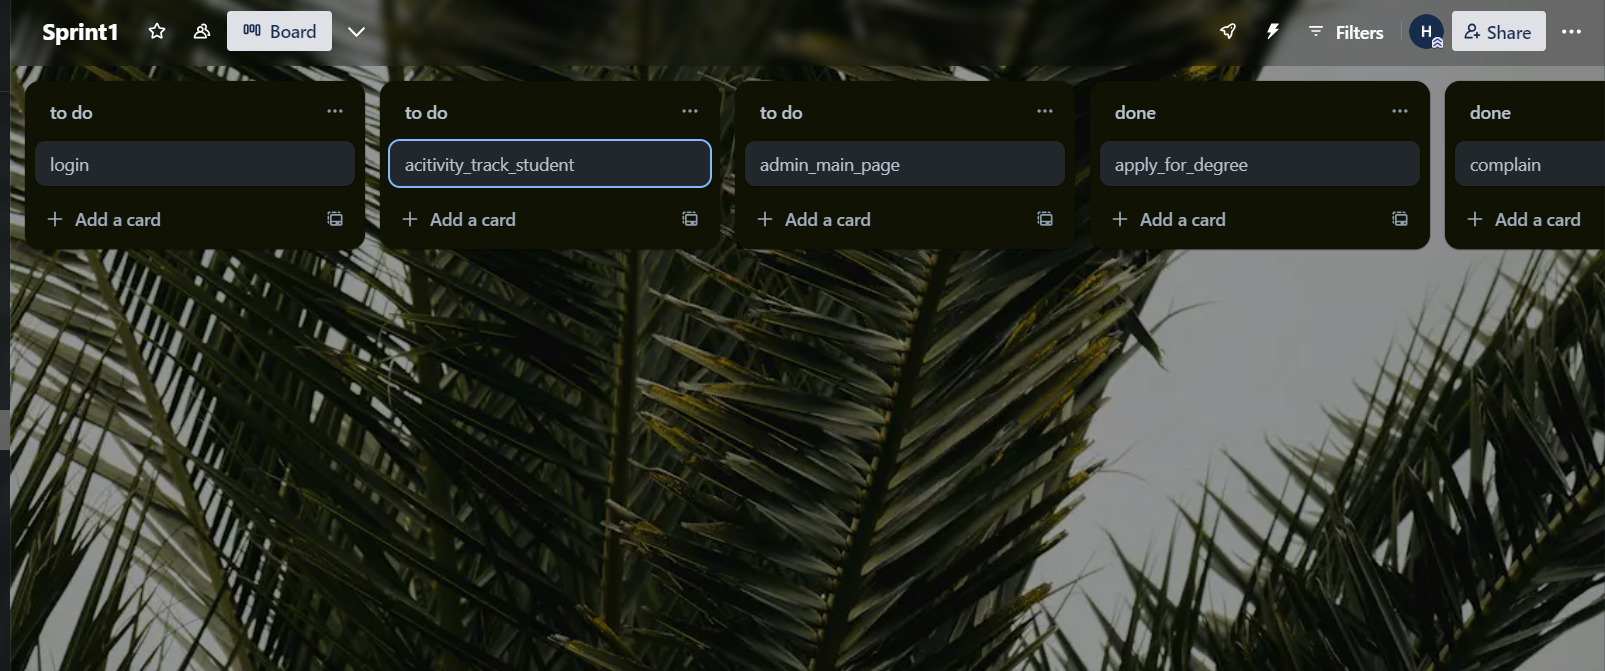 Sprint1
Board
Filters
H
Share
to do
login
Add a card
to do
acitivity_track_student
Add a card
to do
admin_main_page
Add a card
done
apply_for_degree
Add a card
done
complain
Add a card